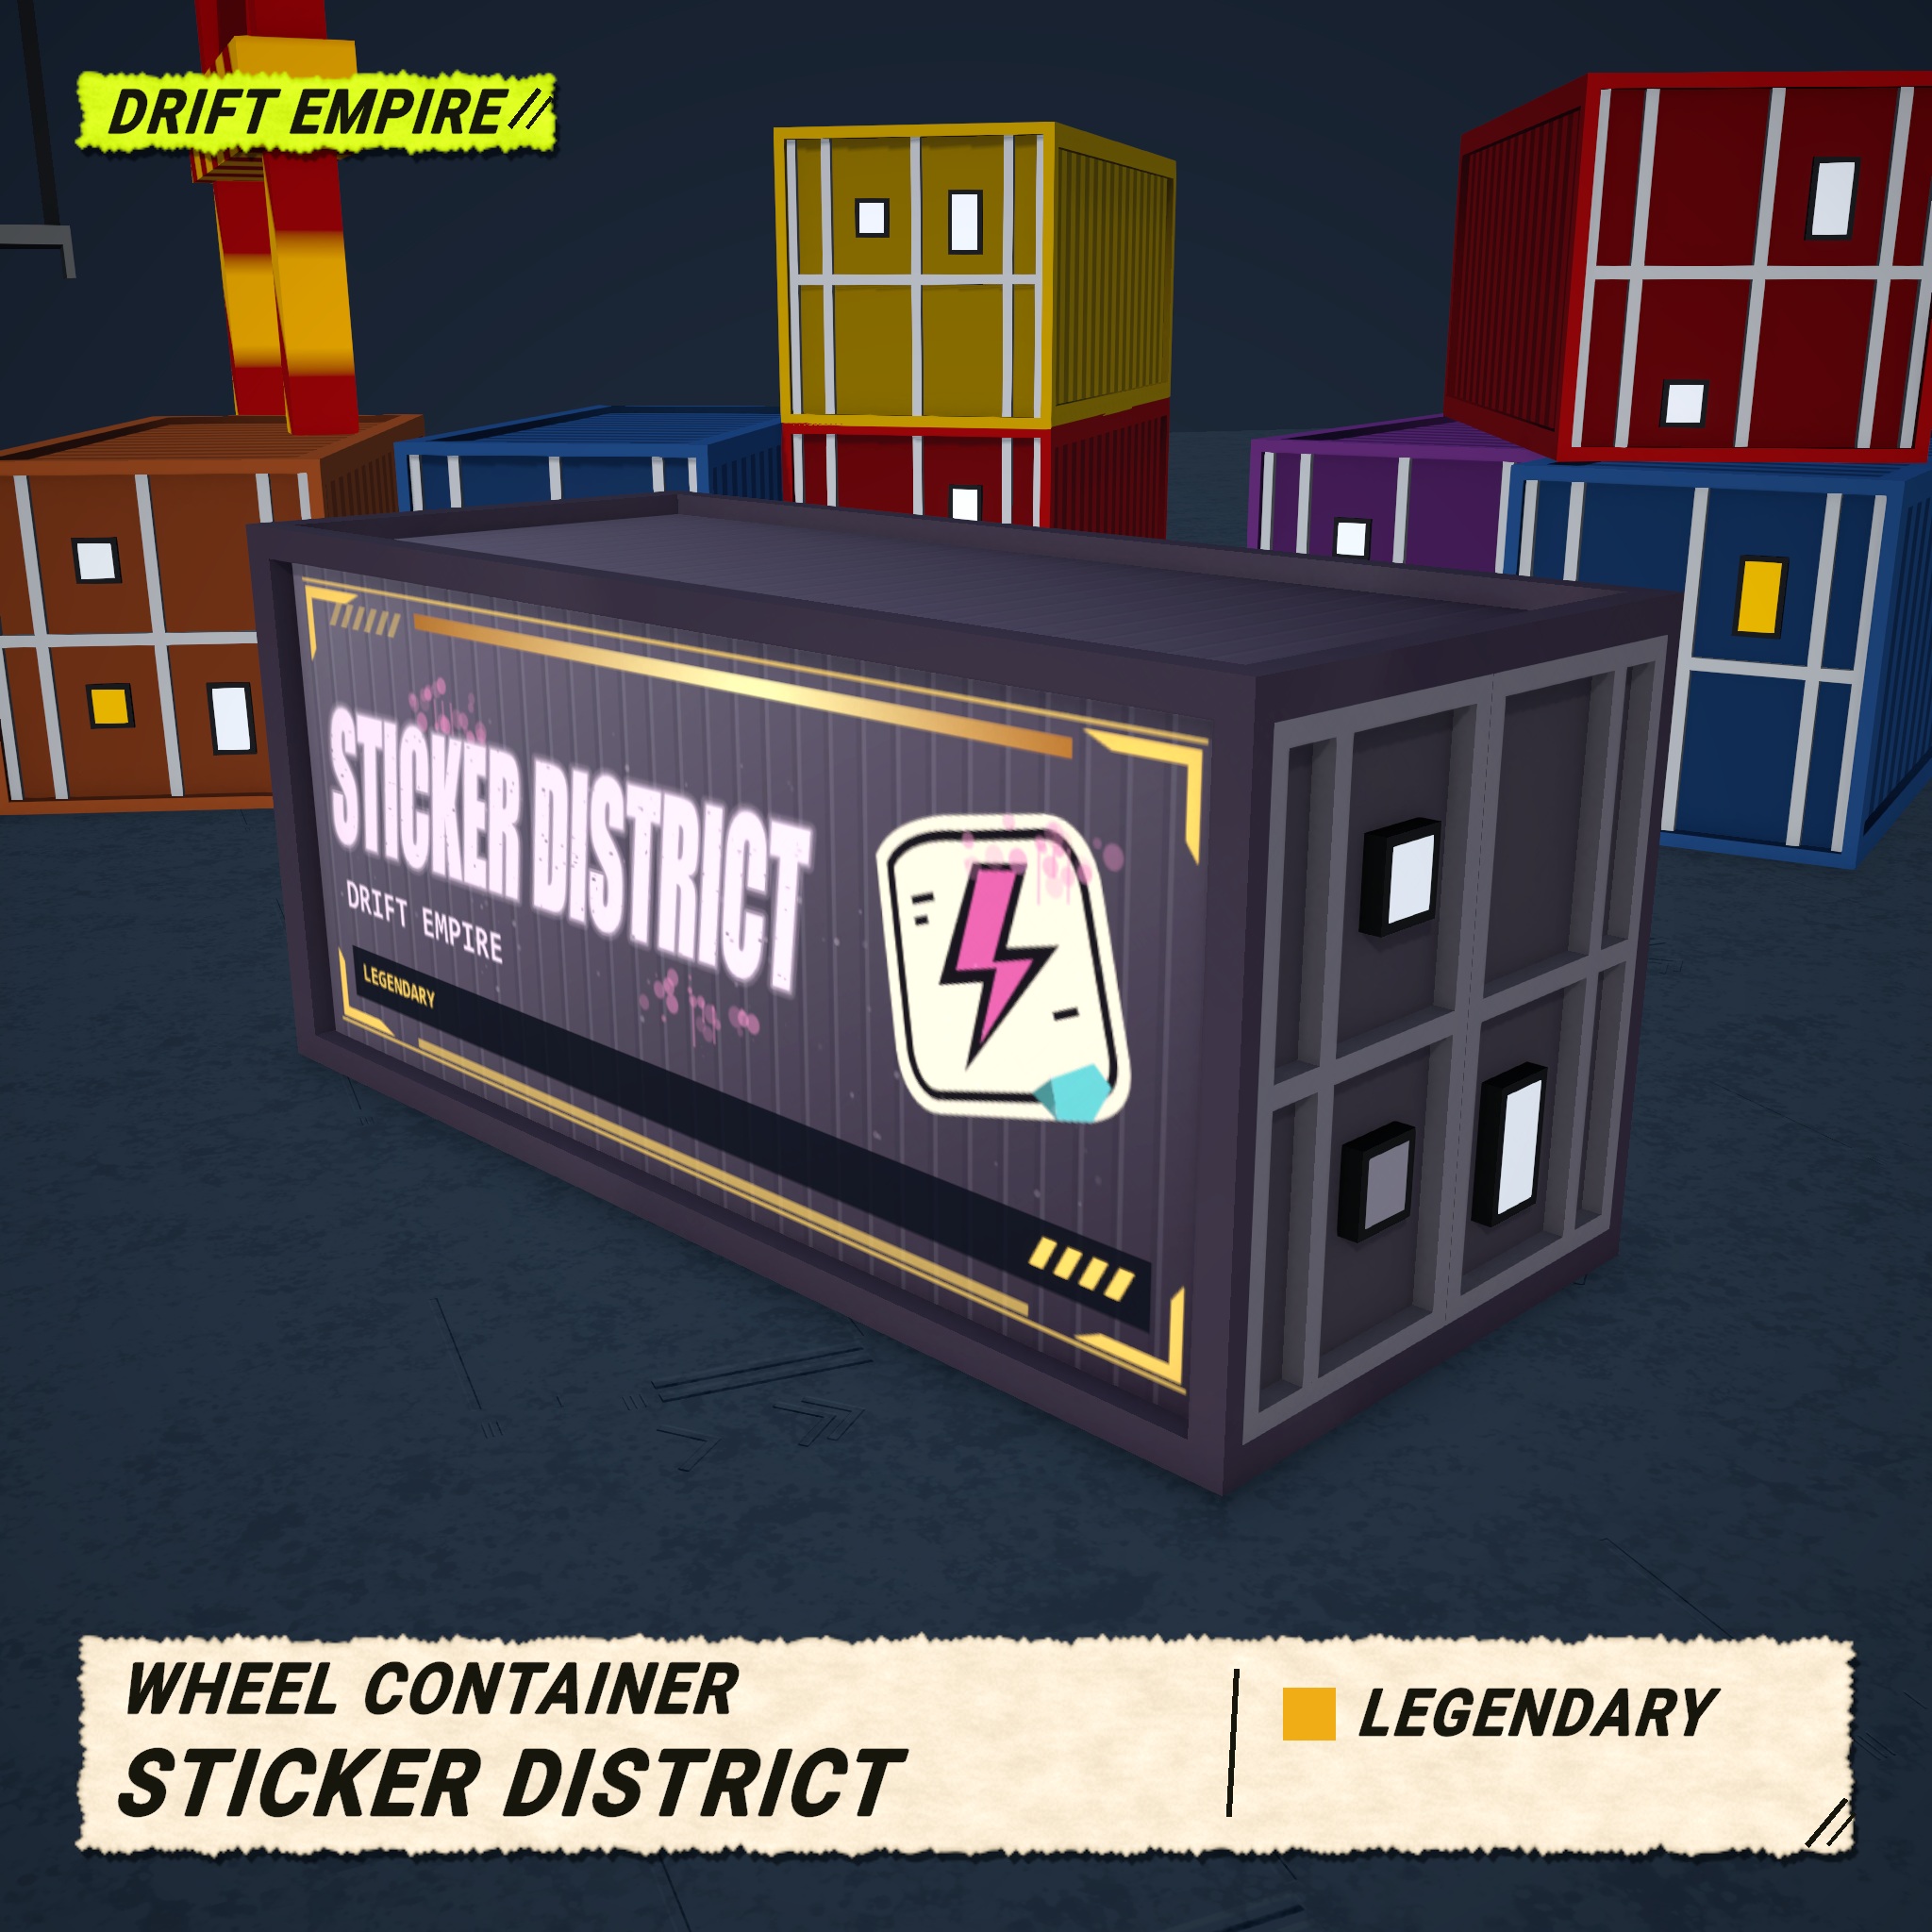 DRIFT EMPIRE//
STICKER DISTRICT
DRIFT EMPIRE
LEGENDARY
WHEEL CONTAINER
STICKER DISTRICT
LEGENDARY